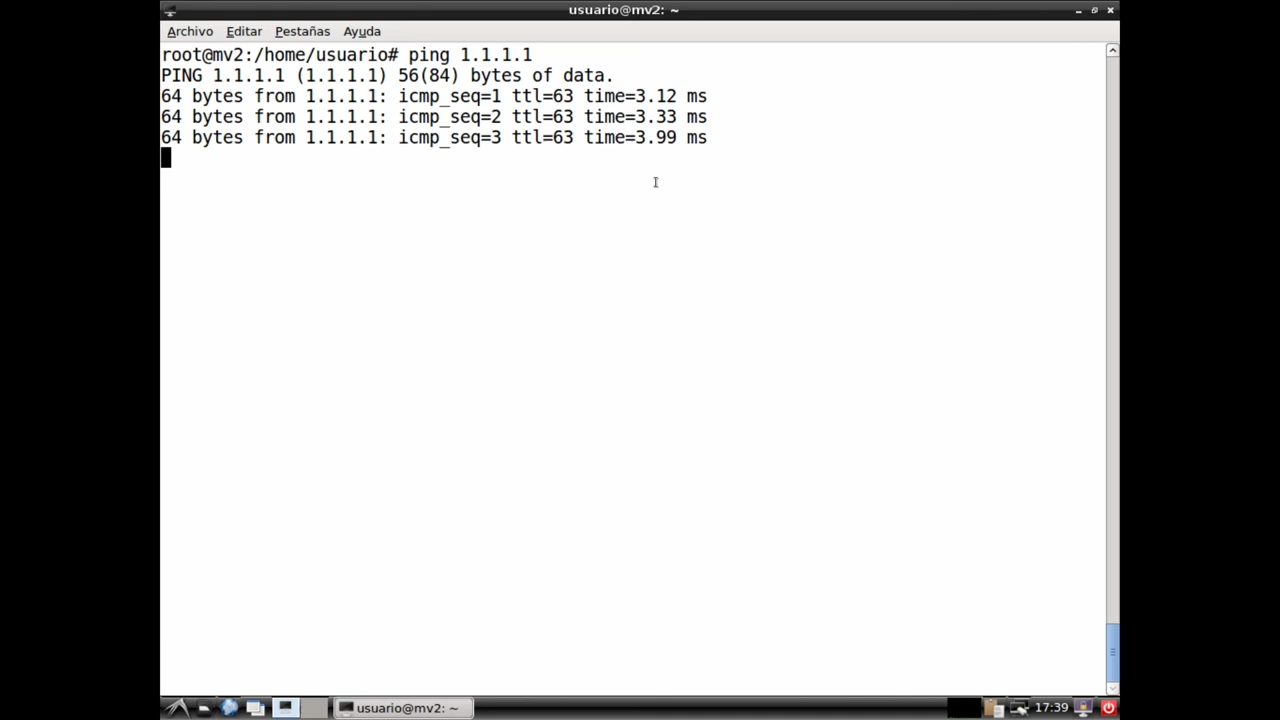 usuario@mv2: ~
Archivo Editar Pestañas Ayuda
root@mv2:/home/usuario# ping 1.1.1.1
PING 1.1.1.1 (1.1.1.1) 56(84) bytes of data.
64 bytes from 1.1.1.1: icmp_seq=1 ttl=63 time=3.12 ms
64 bytes from 1.1.1.1: icmp_seq=2 ttl=63 time=3.33 ms
64 bytes from 1.1.1.1: icmp_seq=3 ttl=63 time=3.99 ms
usuario@mv2: ~
17:39